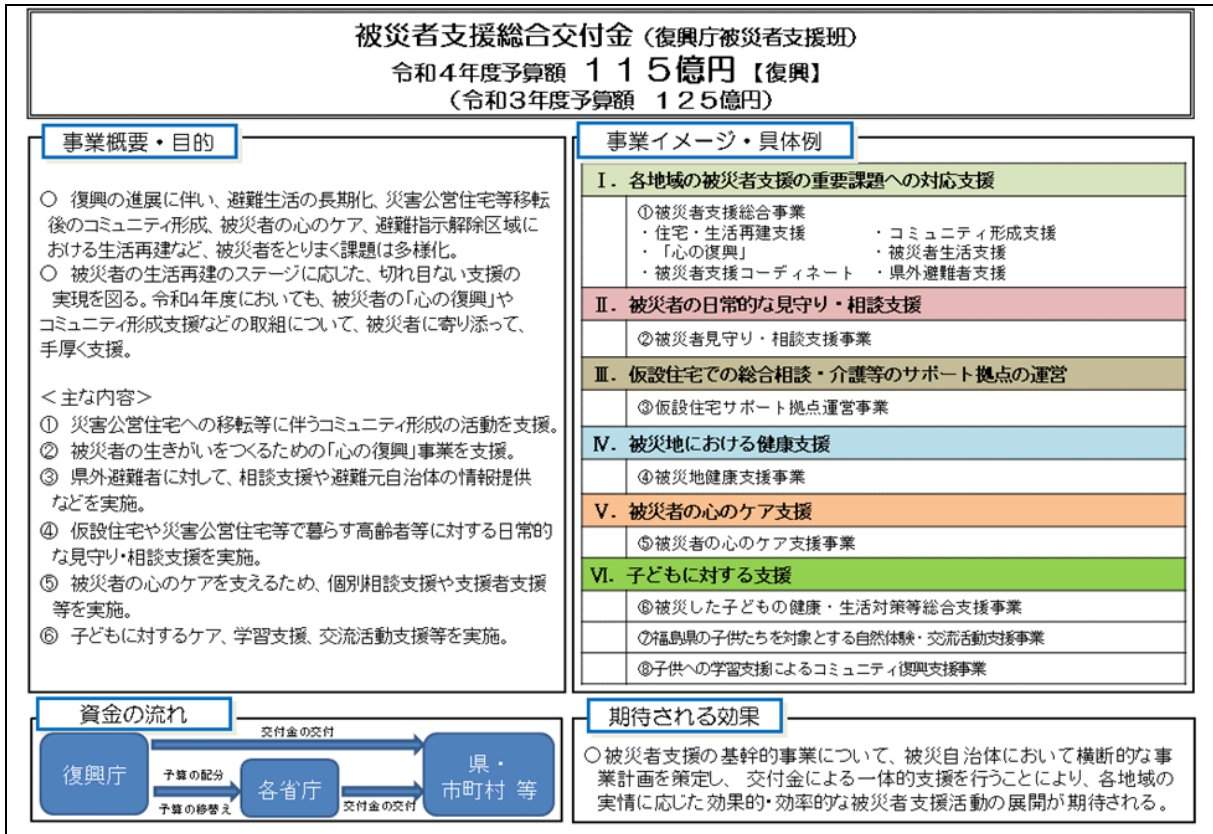 被災者支援総合交付金（復興庁被災者支援班）
令和４年度予算額 １１５億円【復興】
（令和３年度予算額 １２５億円）
事業概要・目的
○ 復興の進展に伴い、避難生活の長期化、災害公営住宅等移転
後のコミュニティ形成、被災者の心のケア、避難指示解除区域に
おける生活再建など、被災者をとりまく課題は多様化。
○ 被災者の生活再建のステージに応じた、切れ目ない支援の
実現を図る。令和4年度においても、被災者の「心の復興」や
コミュニティ形成支援などの取組について、被災者に寄り添って、
手厚く支援。
＜主な内容＞
① 災害公営住宅への移転等に伴うコミュニティ形成の活動を支援。
② 被災者の生きがいをつくるための「心の復興」事業を支援。
③ 県外避難者に対して、相談支援や避難元自治体の情報提供
などを実施。
④ 仮設住宅や災害公営住宅等で暮らす高齢者等に対する日常的
な見守り・相談支援を実施。
⑤ 被災者の心のケアを支えるため、個別相談支援や支援者支援
等を実施。
⑥ 子どもに対するケア、学習支援、交流活動支援等を実施。
事業イメージ・具体例
Ⅰ．各地域の被災者支援の重要課題への対応支援
①被災者支援総合事業
・住宅・生活再建支援 ・コミュニティ形成支援
・「心の復興」 ・被災者生活支援
・被災者支援コーディネート ・県外避難者支援
Ⅱ．被災者の日常的な見守り・相談支援
②被災者見守り・相談支援事業
Ⅲ．仮設住宅での総合相談・介護等のサポート拠点の運営
③仮設住宅サポート拠点運営事業
Ⅳ．被災地における健康支援
④被災地健康支援事業
Ⅴ．被災者の心のケア支援
⑤被災者の心のケア支援事業
Ⅵ．子どもに対する支援
⑥被災した子どもの健康・生活対策等総合支援事業
⑦福島県の子供たちを対象とする自然体験・交流活動支援事業
⑧子供への学習支援によるコミュニティ復興支援事業
資金の流れ
交付金の交付
復興庁
予算の配分
予算の移替え
各省庁
交付金の交付
県・
市町村 等
期待される効果
○被災者支援の基幹的事業について、被災自治体において横断的な事
業計画を策定し、交付金による一体的支援を行うことにより、各地域の
実情に応じた効果的・効率的な被災者支援活動の展開が期待される。